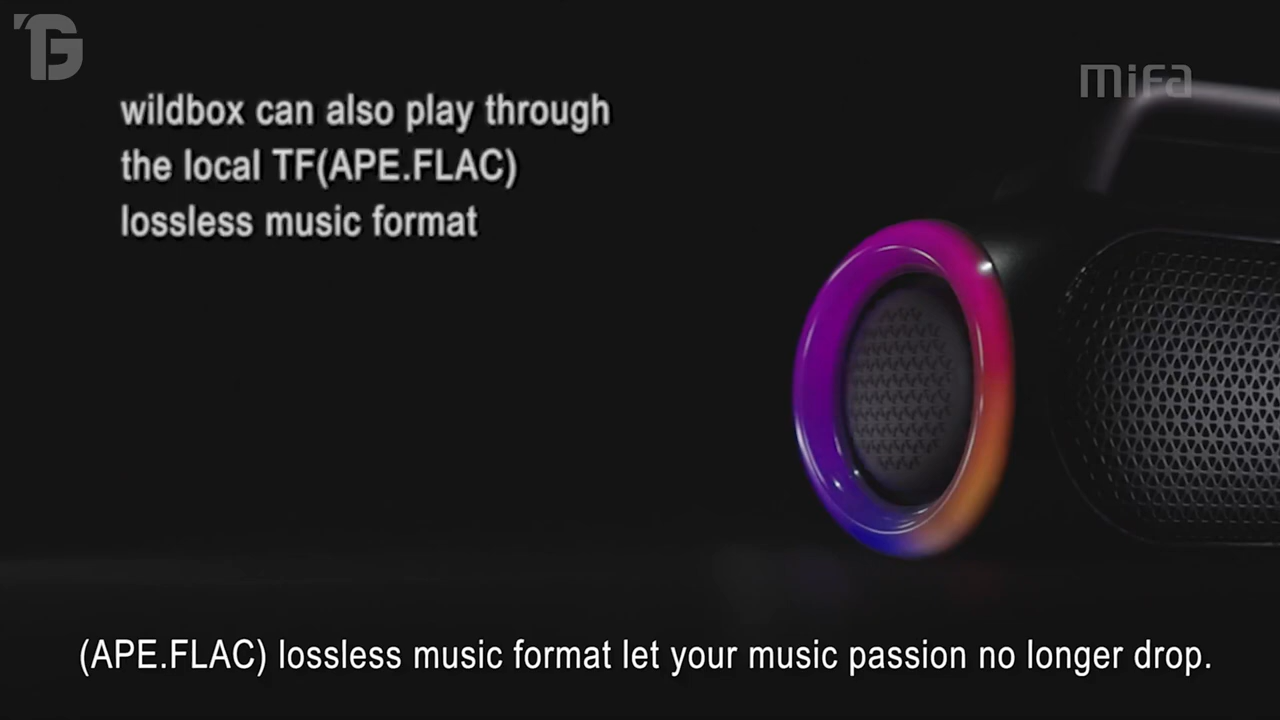 TG
mifa
wildbox can also play through
the local TF(APE.FLAC)
lossless music format
(APE.FLAC) lossless music format let your music passion no longer drop.